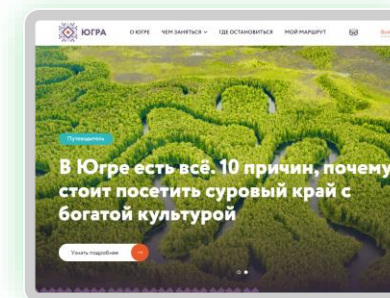 ЮГРА
О ЮГРЕ
ЧЕМ ЗАНЯТЬСЯ
ГДЕ ОСТАНОВИТЬСЯ
МОЙ МАРШРУТ
Путеводитель
В Югре есть всё. 10 причин, почему
стоит посетить суровый край с
богатой культурой
Узнать подробнее